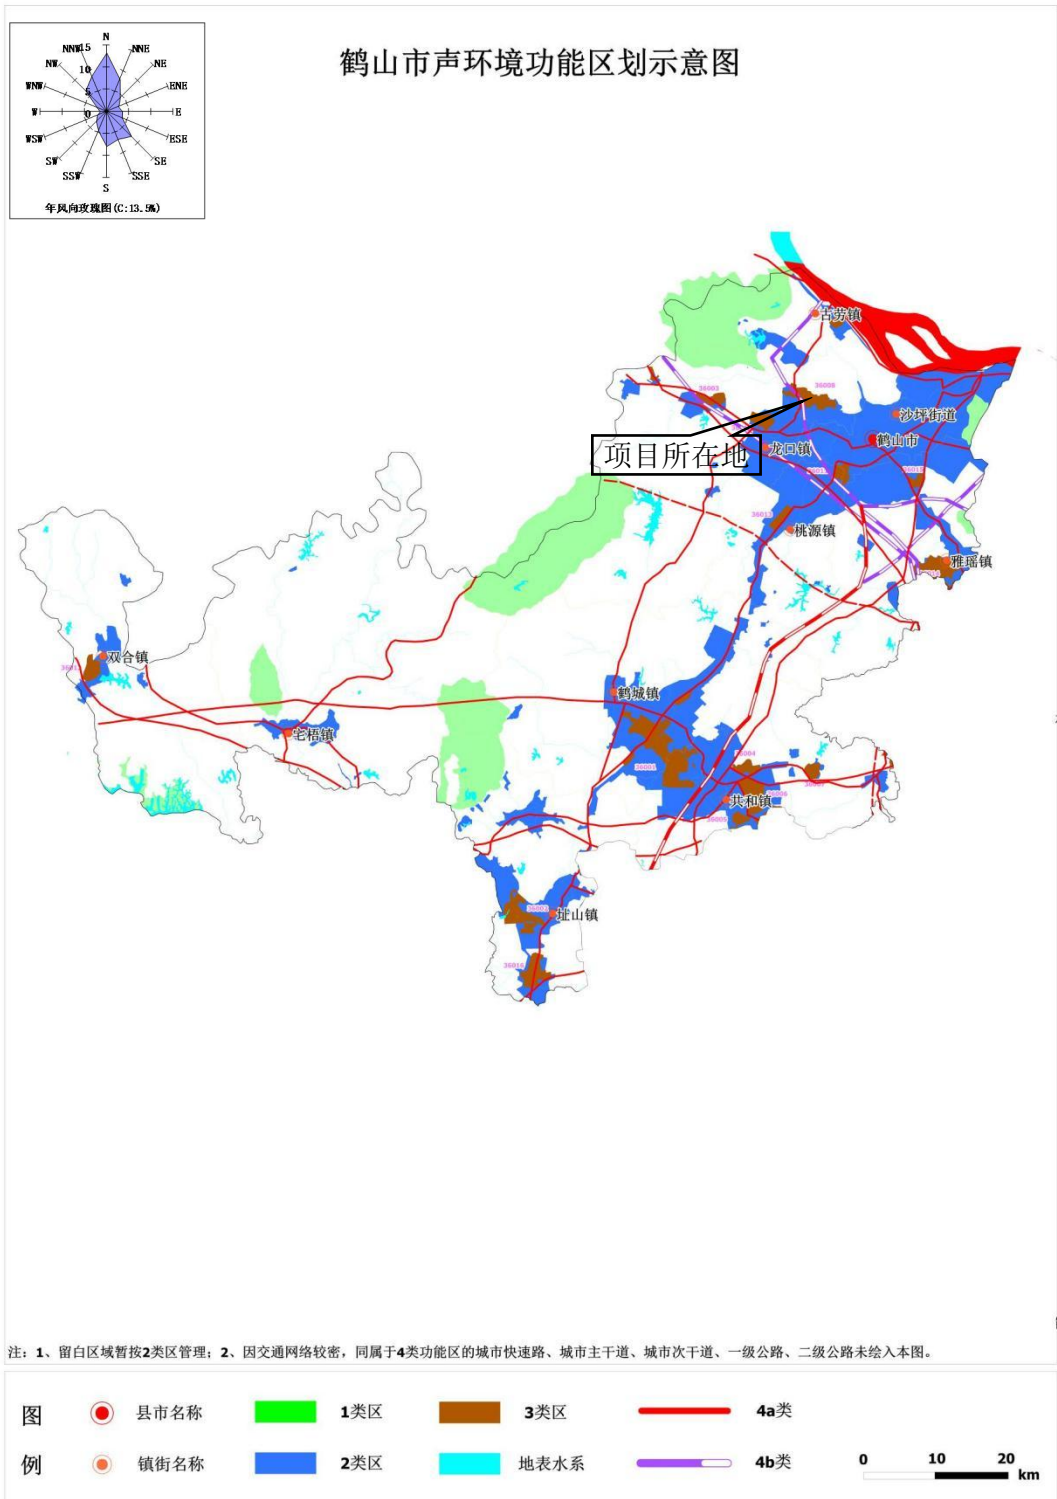 鹤山市声环境功能区划示意图
N
NNW
15
NNE
NW
10
NE
WNW
5
ENE
W
0
E
WSW
ESE
SW
SE
SSW
SSE
S
年风向玫瑰图(C:13.5%)
古劳镇
36003
36008
沙坪街道
鹤山市
项目所在地
龙口镇
桃源镇
雅瑶镇
双合镇
鹤城镇
宅梧镇
36004
36006
共和镇
36005
址山镇
36016
注:1、留白区域暂按2类区管理;2、因交通网络较密,同属于4类功能区的城市快速路、城市主干道、城市次干道、一级公路、二级公路未绘入本图。
图
例
县市名称
1类区
3类区
4a类
镇街名称
2类区
地表水系
4b类
0 10 20
km